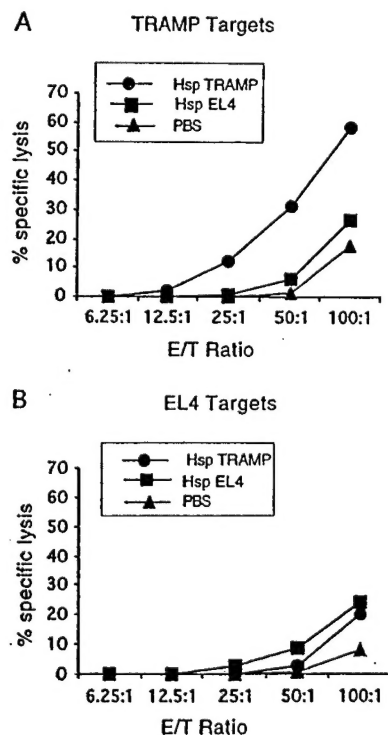 A
TRAMP Targets
Hsp TRAMP
Hsp EL4
PBS
% specific lysis
70
60
50
40
30
20
10
0
6.25:1 12.5:1 25:1 50:1 100:1
E/T Ratio
B
EL4 Targets
Hsp TRAMP
Hsp EL4
PBS
% specific lysis
70
60
50
40
30
20
10
0
6.25:1 12.5:1 25:1 50:1 100:1
E/T Ratio